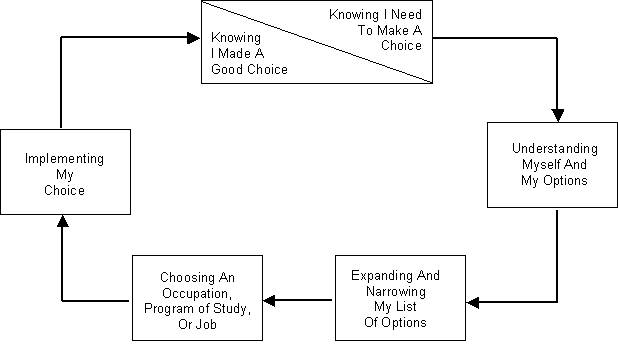 Knowing I Need
To Make A
Choice
Knowing
I Made A
Good Choice
Understanding
Myself And
My Options
Expanding And
Narrowing
My List
Of Options
Choosing An
Occupation,
Program of Study,
Or Job
Implementing
My
Choice